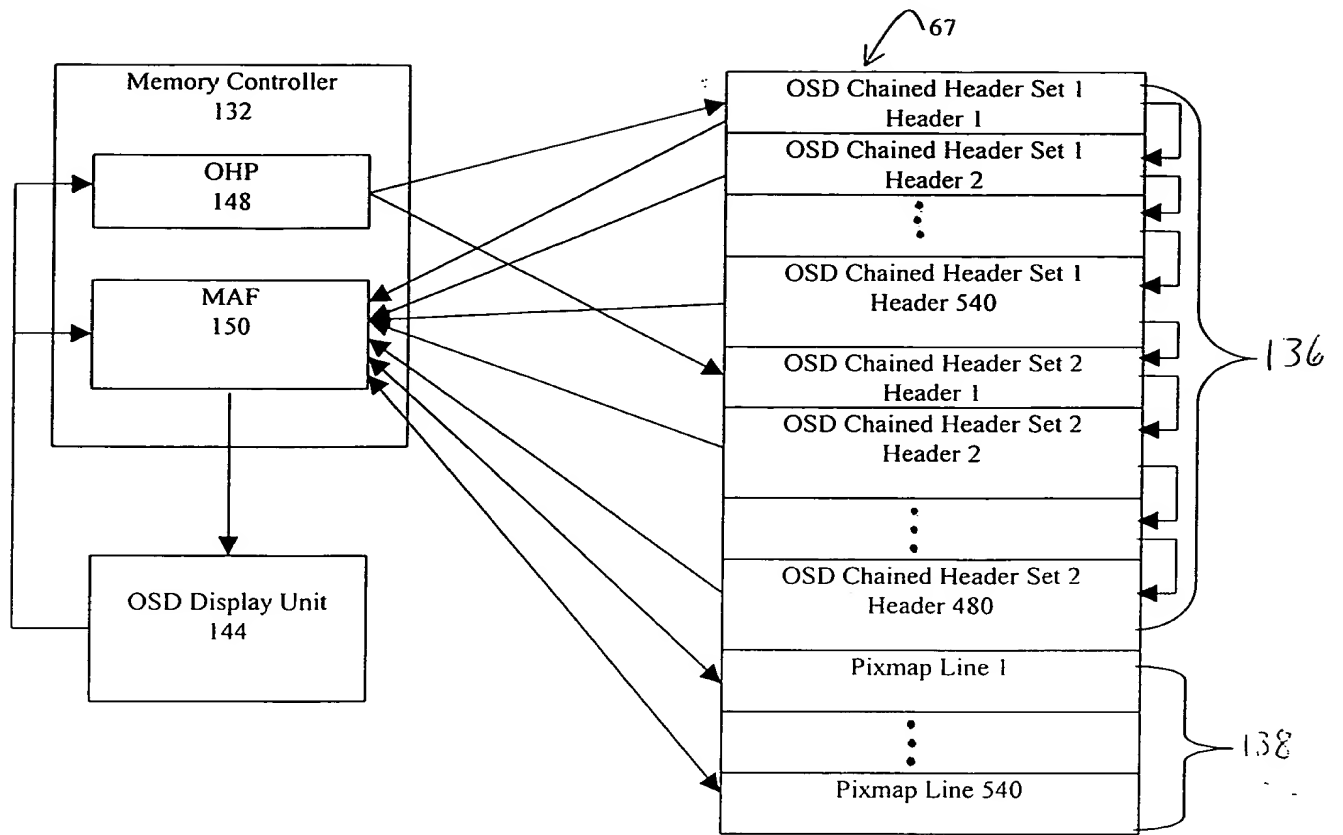 67
Memory Controller
132
OHP
148
MAF
150
OSD Display Unit
144
OSD Chained Header Set 1
Header 1
OSD Chained Header Set 1
Header 2
OSD Chained Header Set 1
Header 540
OSD Chained Header Set 2
Header 1
OSD Chained Header Set 2
Header 2
OSD Chained Header Set 2
Header 480
Pixmap Line 1
Pixmap Line 540
136
138